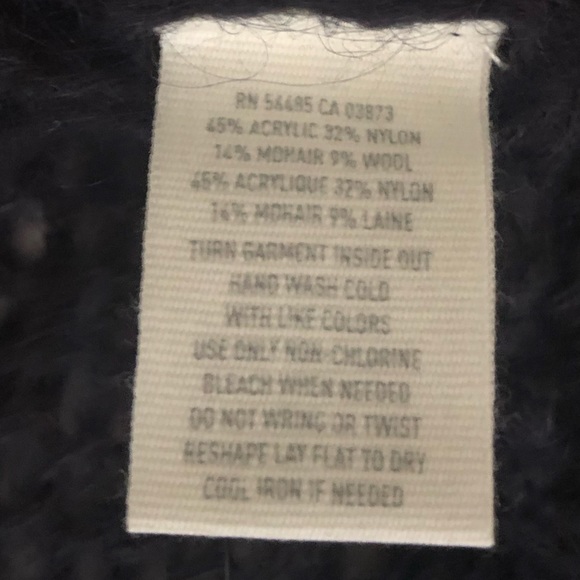 RN 54485 CA 03873
45% ACRYLIC 32% NYLON
14% MOHAIR 9% WOOL
45% ACRYLIQUE 32% NYLON
14% MOHAIR 9% LAINE
TURN GARMENT INSIDE OUT
HAND WASH COLD
WITH LIKE COLORS
USE ONLY NON-CHLORINE
BLEACH WHEN NEEDED
DO NOT WRING OR TWIST
RESHAPE LAY FLAT TO DRY
COOL IRON IF NEEDED